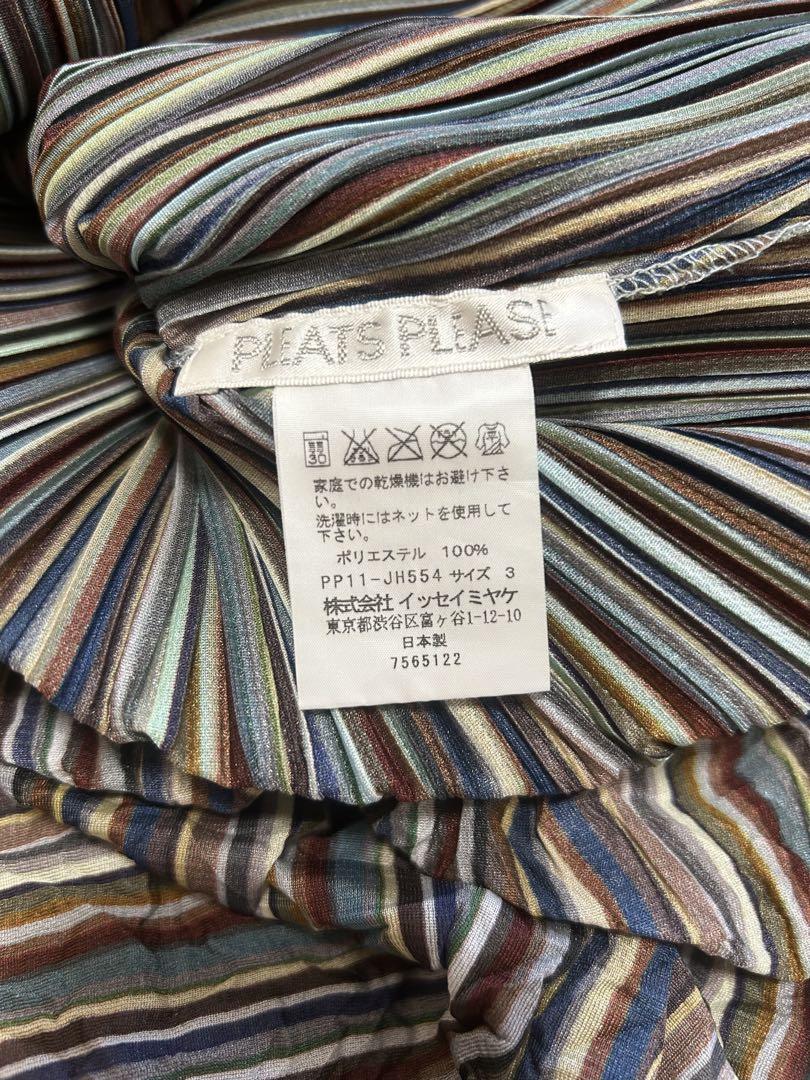 PLEATS PLEASE
30
家庭での乾燥機はお避け下さ
い。
洗濯時にはネットを使用して
下さい。
ポリエステル 100%
PP11-JH554 サイズ 3
株式会社 イッセイミヤケ
東京都渋谷区富ヶ谷1-12-10
日本製
7565122